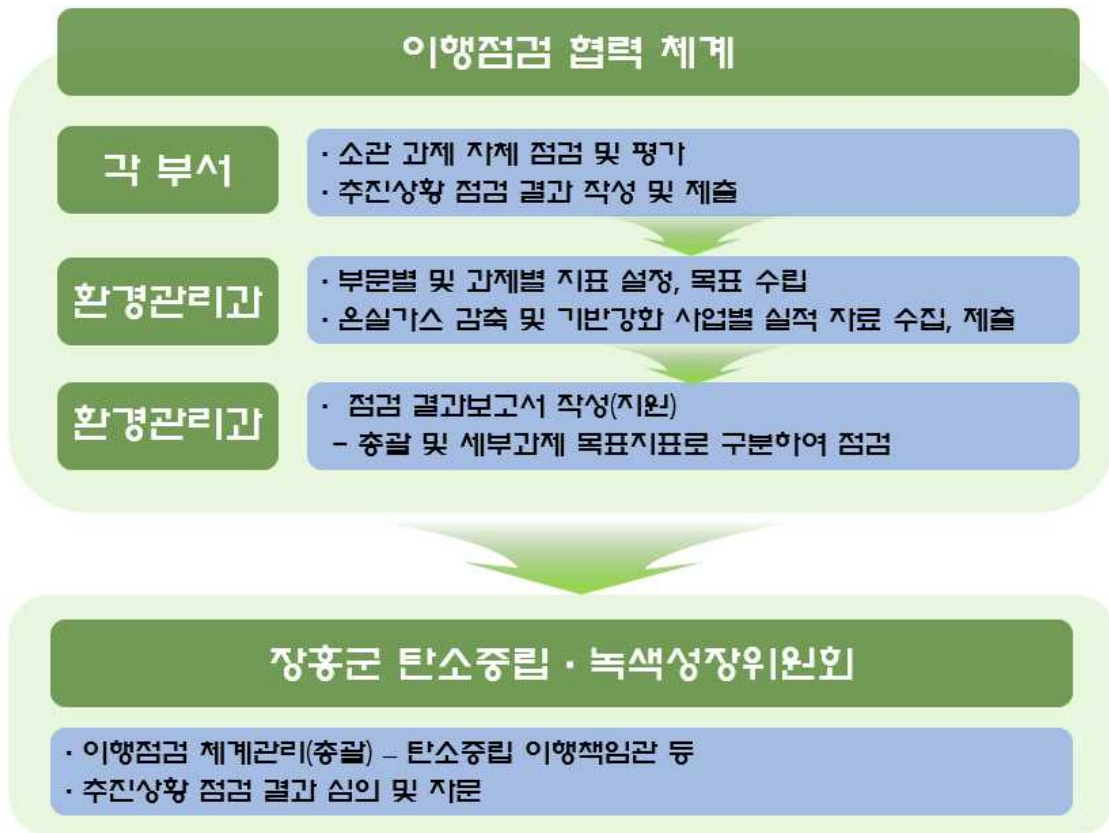 이행점검 협력 체계
각 부서
· 소관 과제 자체 점검 및 평가
· 추진상황 점검 결과 작성 및 제출
환경관리과
· 부문별 및 과제별 지표 설정, 목표 수립
· 온실가스 감축 및 기반강화 사업별 실적 자료 수집, 제출
환경관리과
· 점검 결과보고서 작성(지원)
– 총괄 및 세부과제 목표지표로 구분하여 점검
장흥군 탄소중립 · 녹색성장위원회
· 이행점검 체계관리(총괄) – 탄소중립 이행책임관 등
· 추진상황 점검 결과 심의 및 자문